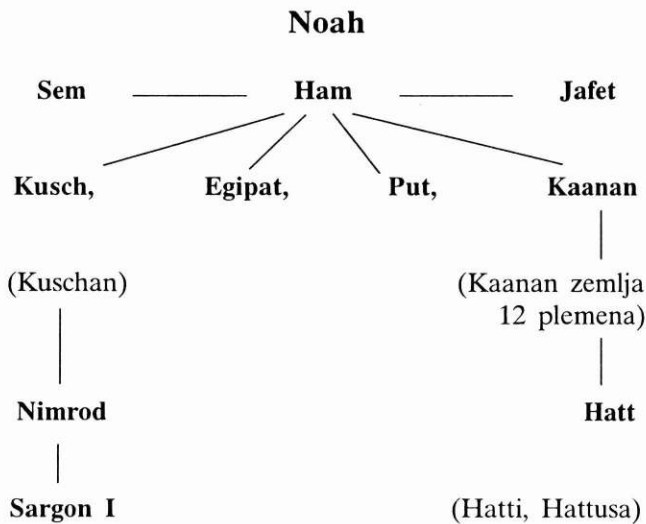 Noah
Sem Ham Jafet
Kusch, Egipat, Put, Kaanan
(Kuschan) (Kaanan zemlja
12 plemena)
Nimrod Hatt
Sargon I (Hatti, Hattusa)